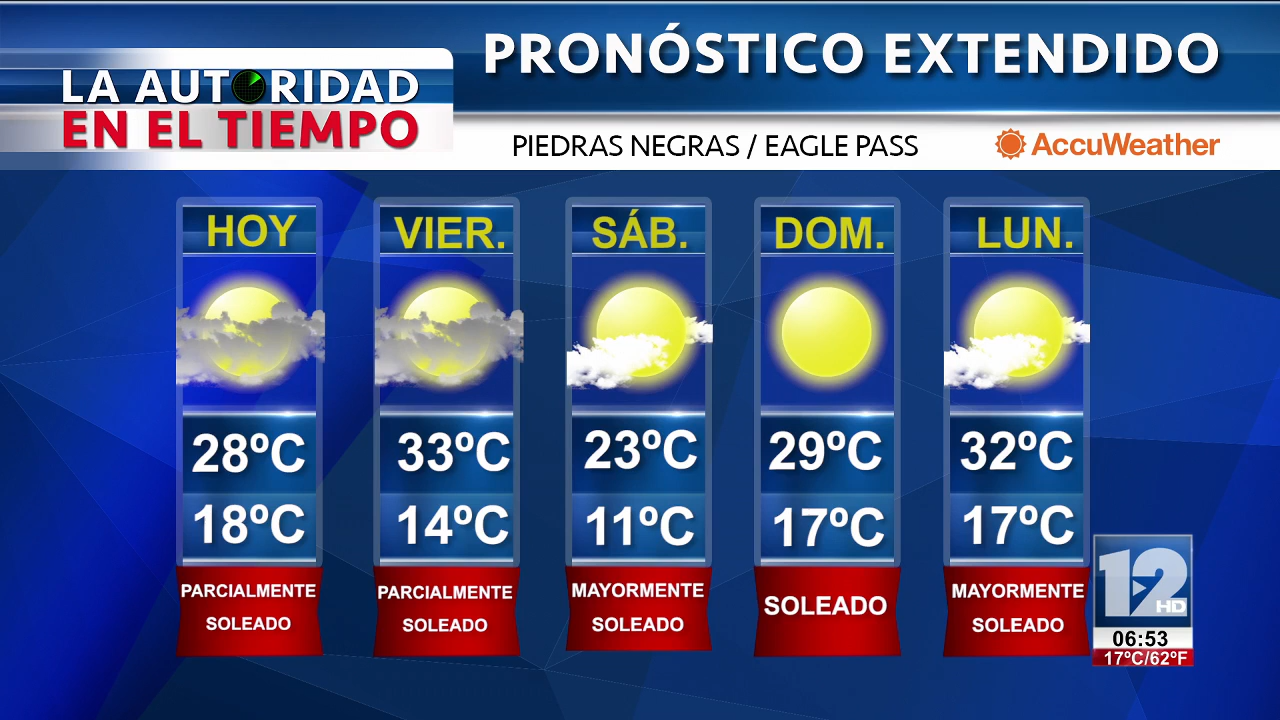 LA AUTORIDAD
EN EL TIEMPO
PRONÓSTICO EXTENDIDO
PIEDRAS NEGRAS / EAGLE PASS
AccuWeather
HOY
28ºC
18ºC
PARCIALMENTE
SOLEADO
VIER.
33ºC
14ºC
PARCIALMENTE
SOLEADO
SÁB.
23ºC
11ºC
MAYORMENTE
SOLEADO
DOM.
29ºC
17ºC
SOLEADO
LUN.
32ºC
17ºC
MAYORMENTE
SOLEADO
12
HD
06:53
17ºC/62ºF